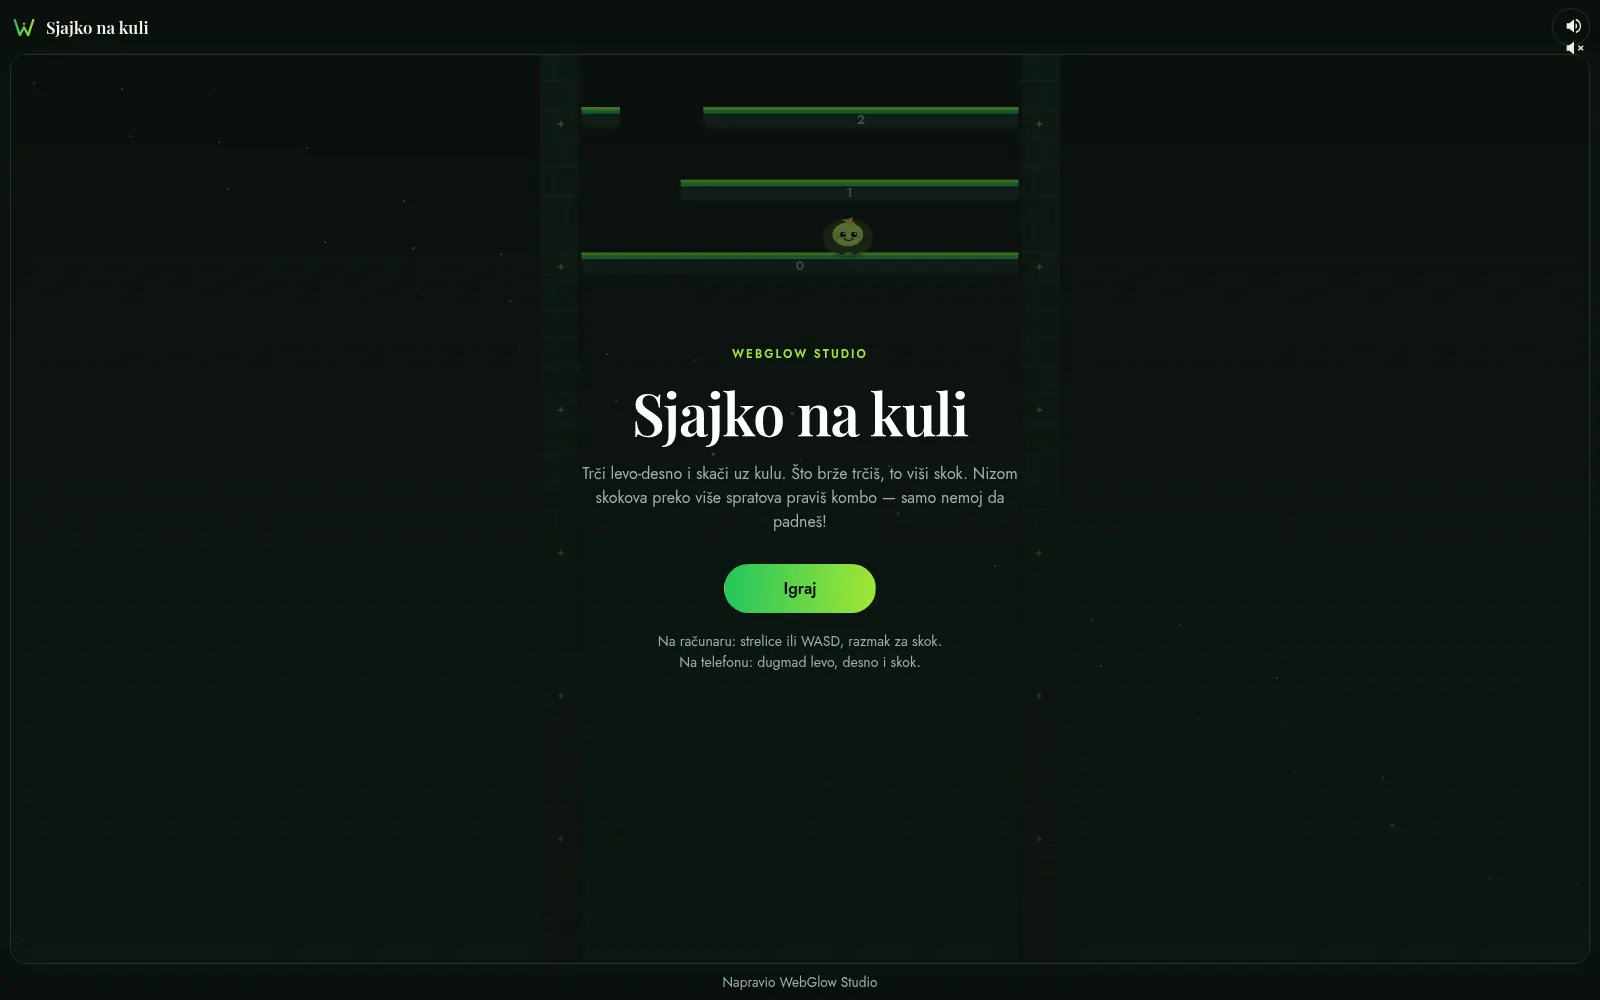 Sjajko na kuli
2
1
0
WEBGLOW STUDIO
Sjajko na kuli
Trči levo-desno i skači uz kulu. Što brže trčiš, to viši skok. Nizom
skokova preko više spratova praviš kombo — samo nemoj da
padneš!
Igraj
Na računaru: strelice ili WASD, razmak za skok.
Na telefonu: dugmad levo, desno i skok.
Napravio WebGlow Studio